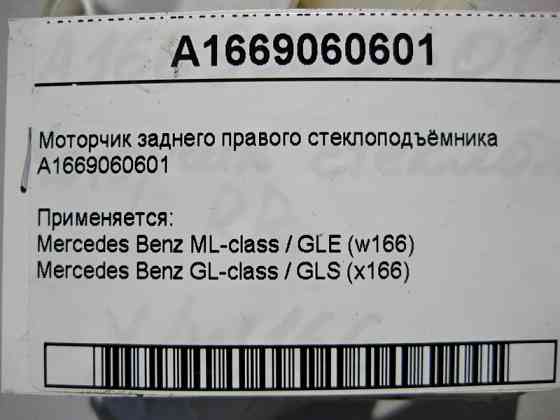 A1669060601
Моторчик заднего правого стеклоподъёмника
A1669060601
Применяется:
Mercedes Benz ML-class / GLE (w166)
Mercedes Benz GL-class / GLS (x166)